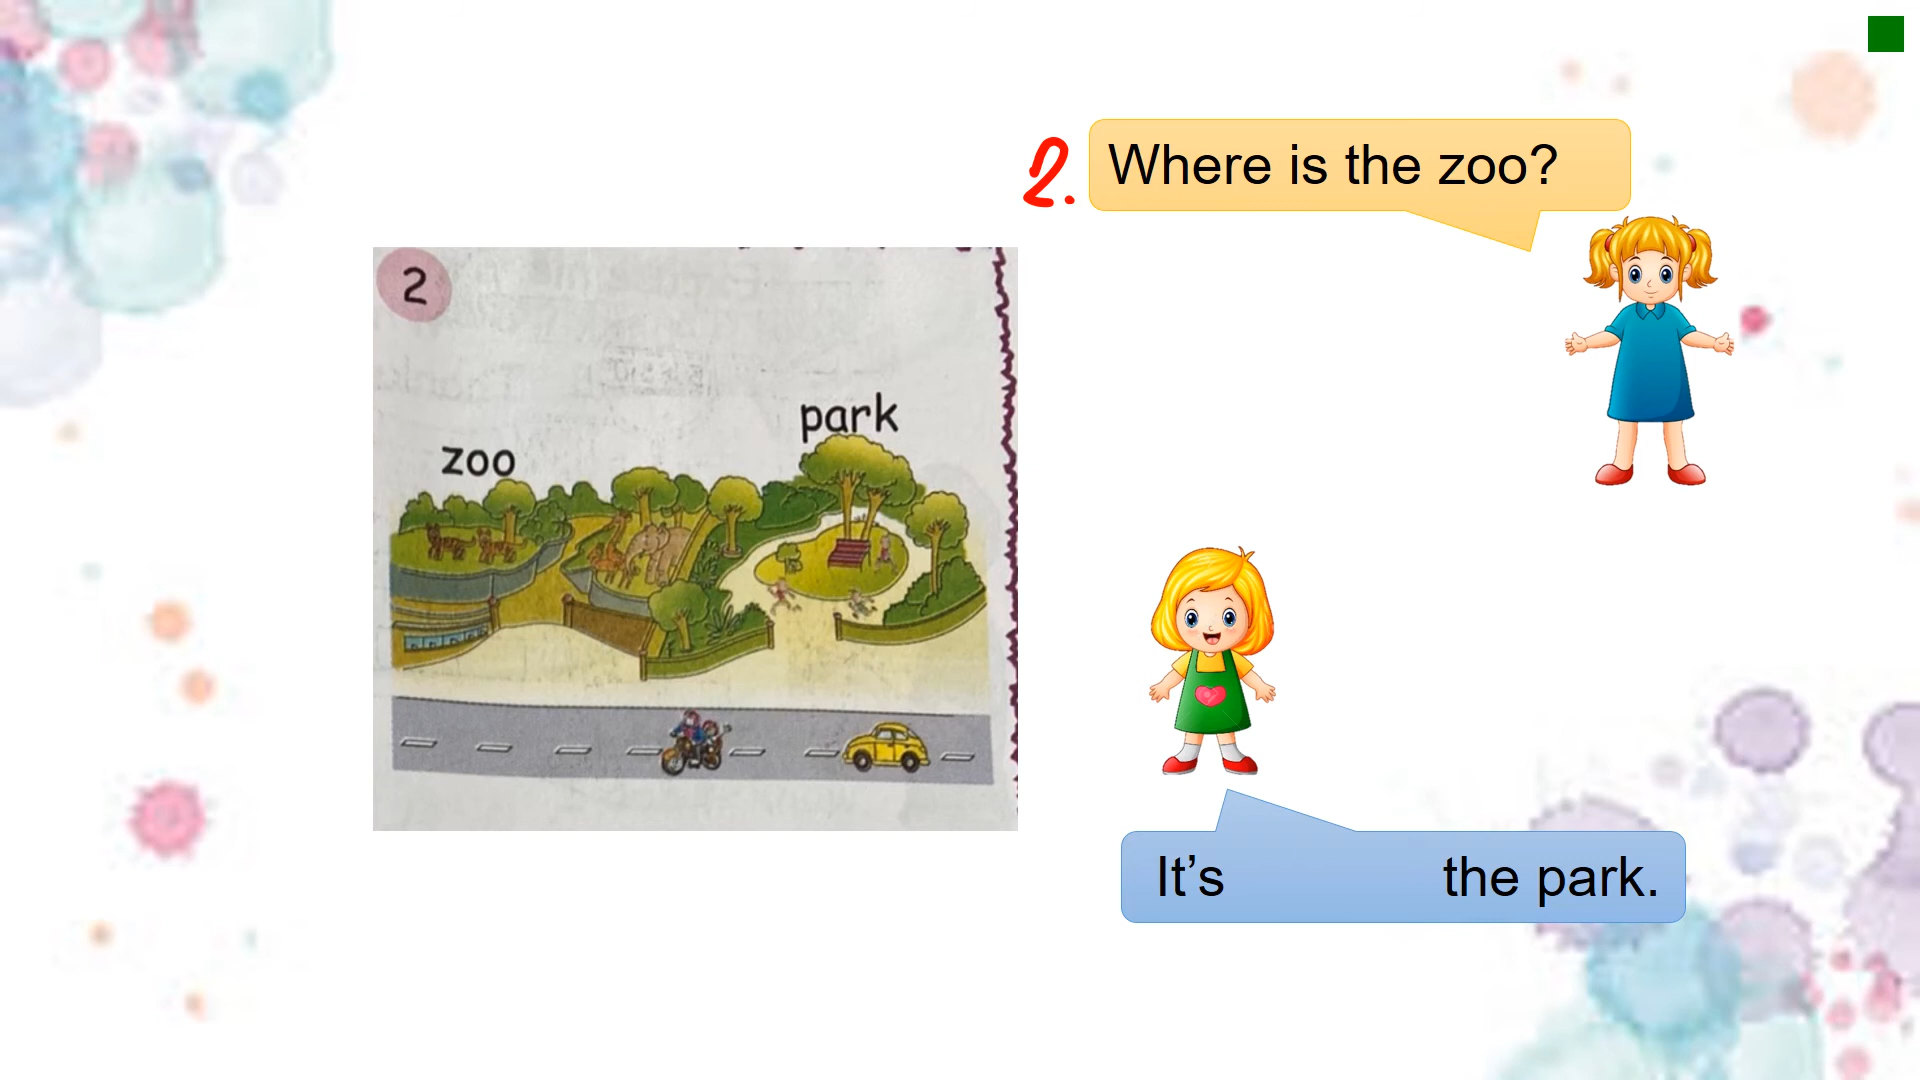 2. Where is the zoo?
2
park
zoo
It’s the park.